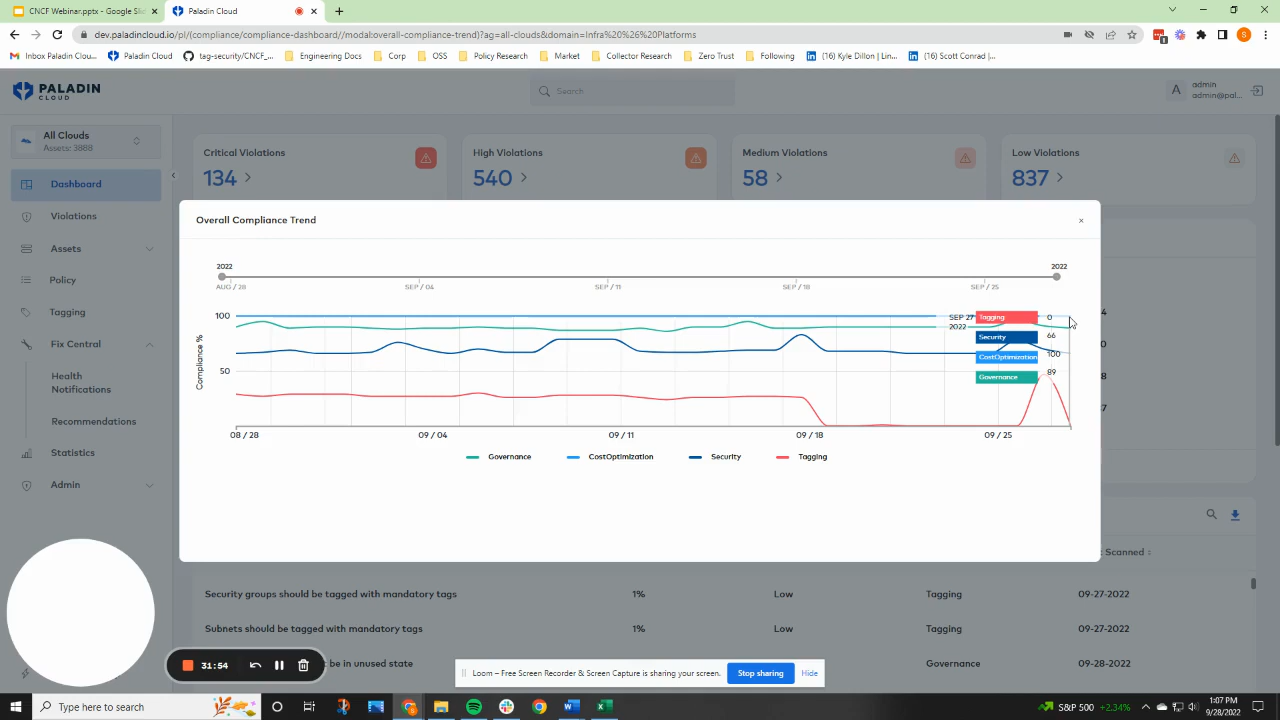 CNCF Webinar.pptx - Google Sli
Paladin Cloud
dev.paladincloud.io/pl/(compliance/compliance-dashboard//modal:overall-compliance-trend)?ag=all-clouds&domain=Infra%20%26%20Platforms
Inbox Paladin Clou...
Paladin Cloud
tag-security/CNCF_...
Engineering Docs
Corp
OSS
Policy Research
Market
Collector Research
Zero Trust
Following
(16) Kyle Dillon | Lin...
(16) Scott Conrad |...
PALADIN
CLOUD
Search
A
admin
admin@pal...
All Clouds
Assets: 3888
Dashboard
Violations
Assets
Policy
Tagging
Fix Central
Health
Notifications
Recommendations
Statistics
Admin
Critical Violations
134
High Violations
540
Medium Violations
58
Low Violations
837
Overall Compliance Trend
×
2022
2022
AUG / 28
SEP / 04
SEP / 11
SEP / 18
SEP / 25
Compliance %
100
50
SEP 27
2022
Tagging
0
Security
66
CostOptimization
100
Governance
89
08 / 28
09 / 04
09 / 11
09 / 18
09 / 25
Governance
CostOptimization
Security
Tagging
4
0
8
7
Scanned
Security groups should be tagged with mandatory tags
1%
Low
Tagging
09-27-2022
Subnets should be tagged with mandatory tags
1%
Low
Tagging
09-27-2022
be in unused state
Governance
09-28-2022
31:54
Loom – Free Screen Recorder & Screen Capture is sharing your screen.
Stop sharing
Hide
Type here to search
S&P 500
+2.34%
1:07 PM
9/28/2022